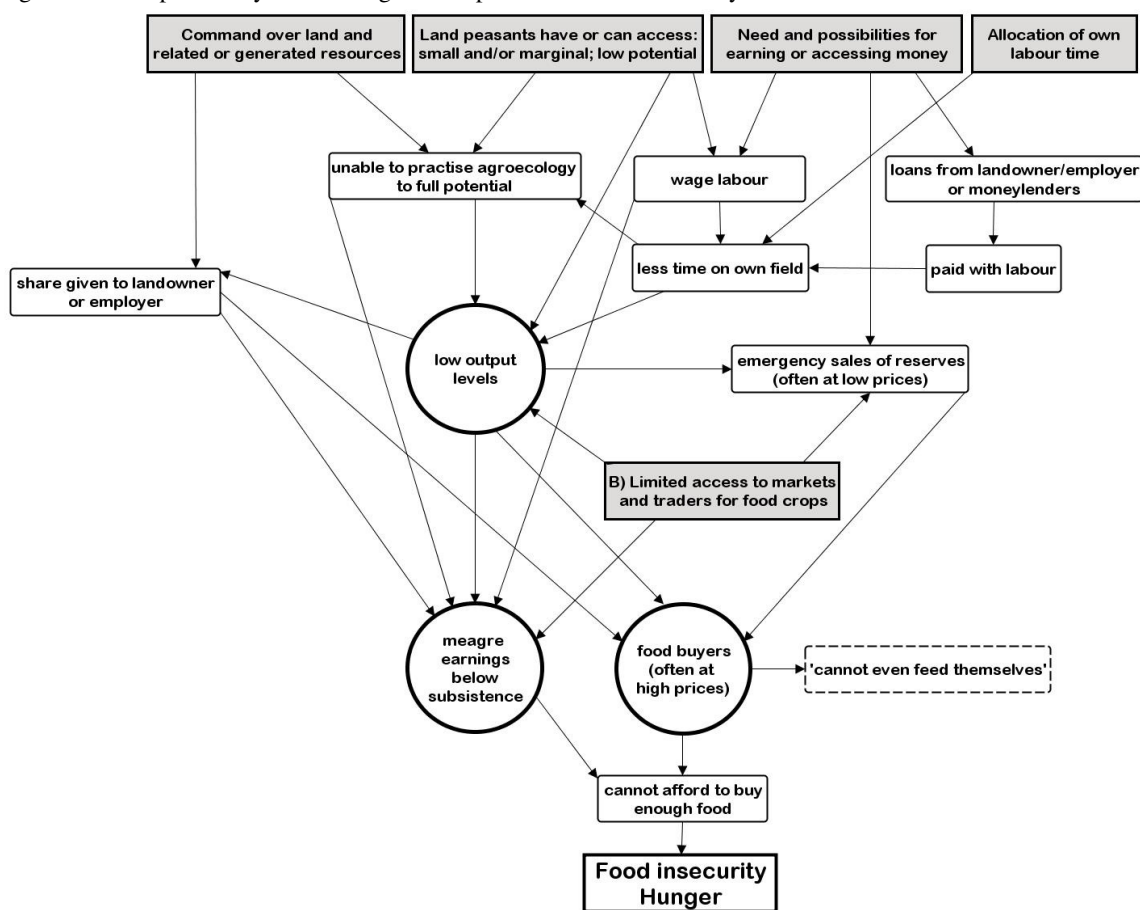 Command over land and
related or generated resources
Land peasants have or can access:
small and/or marginal; low potential
Need and possibilities for
earning or accessing money
Allocation of own
labour time
unable to practise agroecology
to full potential
wage labour
loans from landowner/employer
or moneylenders
share given to landowner
or employer
less time on own field
paid with labour
low output
levels
emergency sales of reserves
(often at low prices)
B) Limited access to markets
and traders for food crops
meagre
earnings
below
subsistence
food buyers
(often at
high prices)
'cannot even feed themselves'
cannot afford to buy
enough food
Food insecurity
Hunger